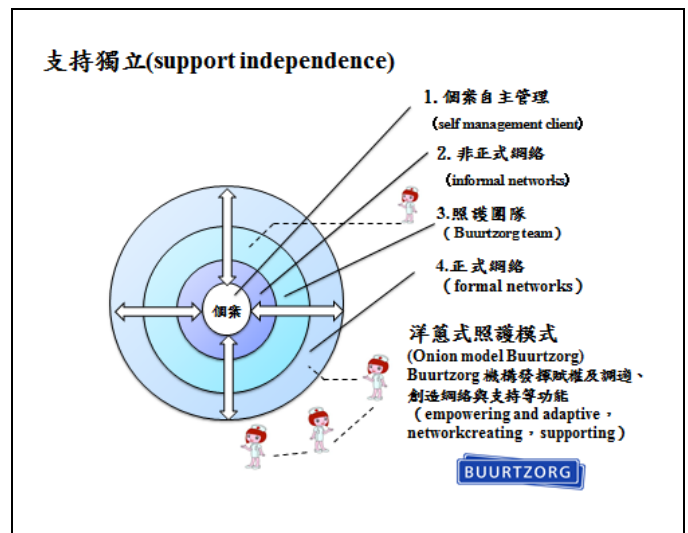 支持獨立(support independence)
1. 個案自主管理
(self management client)
2. 非正式網絡
(informal networks)
3.照護團隊
( Buurtzorg team)
4.正式網絡
( formal networks)
個案
洋蔥式照護模式
(Onion model Buurtzorg)
Buurtzorg 機構發揮賦權及調適、
創造網絡與支持等功能
( empowering and adaptive,
networkcreating,supporting)
BUURTZORG